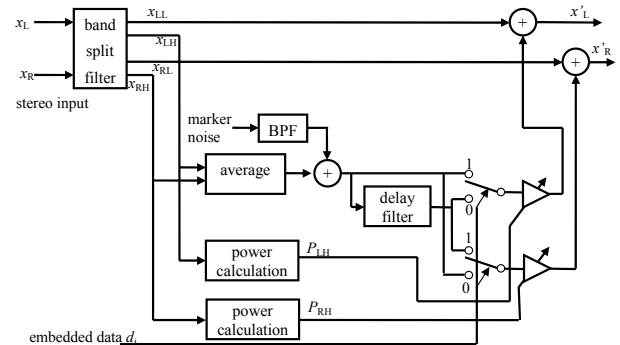 x_L
x_R
stereo input
band
split
filter
x_LL
x_LH
x_RL
x_RH
x'_L
x'_R
+
+
marker
noise
BPF
average
+
delay
filter
1
0
1
0
power
calculation
P_LH
power
calculation
P_RH
embedded data d_i